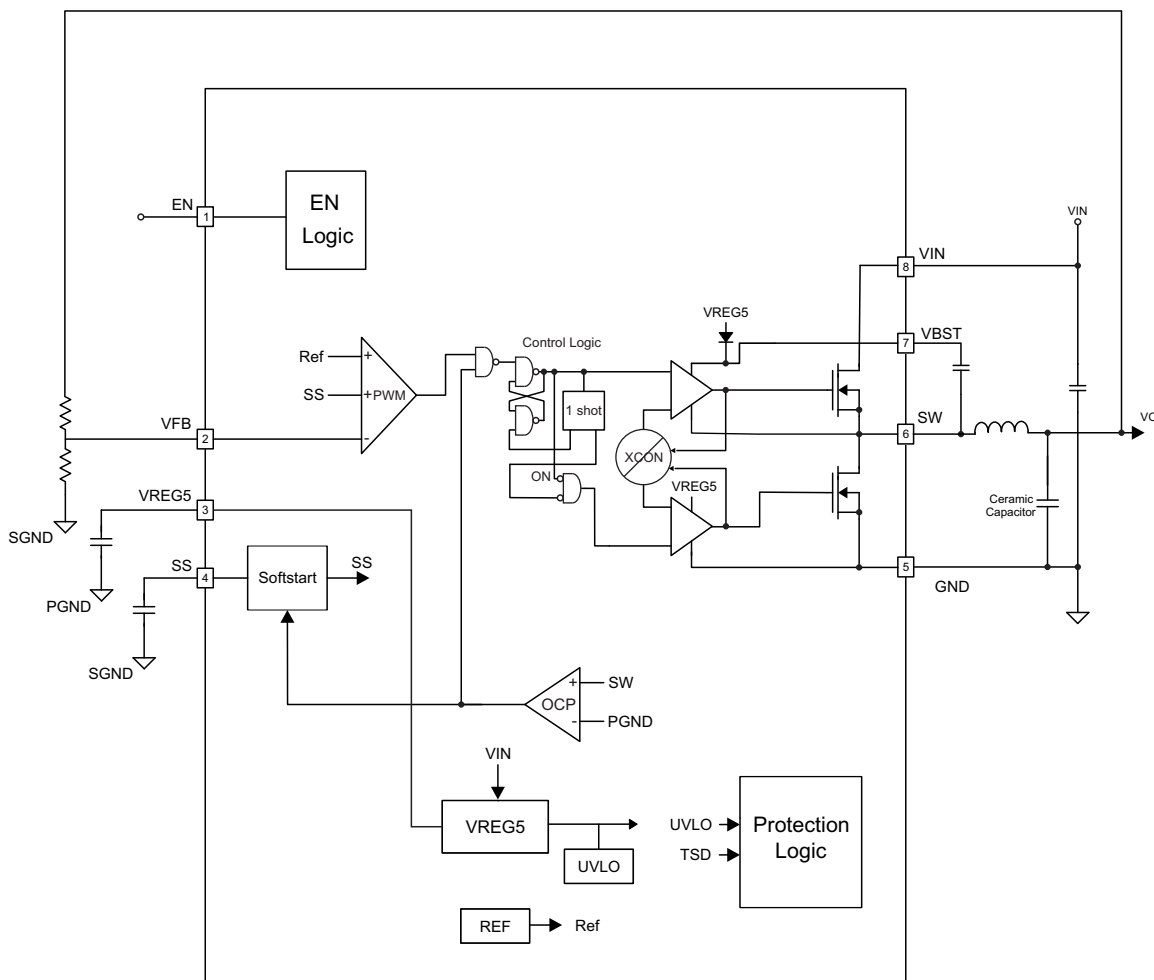 EN
1
EN
Logic
VIN
8
VIN
VREG5
7
VBST
Control Logic
Ref
+
SS
+
PWM
-
1 shot
VFB
2
SW
6
VO
XCON
ON
VREG5
Ceramic
Capacitor
VREG5
3
SGND
SS
4
Softstart
SS
5
GND
PGND
SGND
+
SW
OCP
-
PGND
VIN
VREG5
UVLO
UVLO
TSD
Protection
Logic
REF
Ref